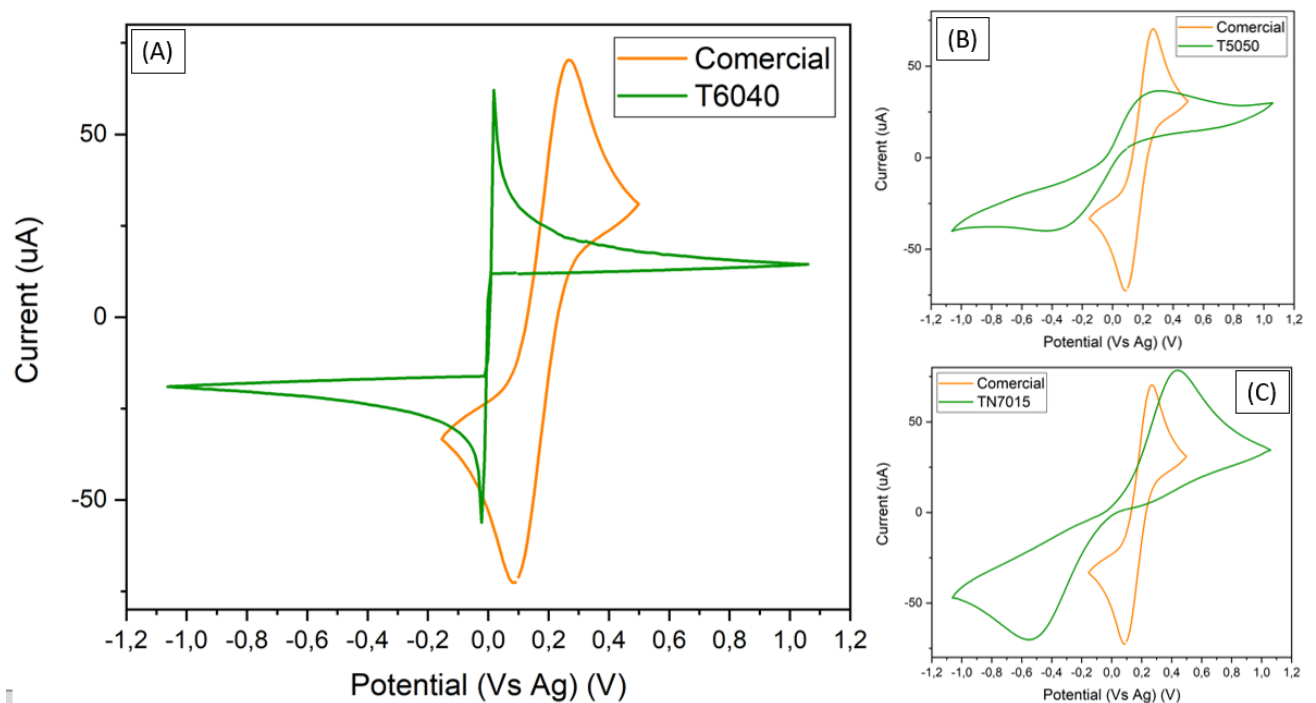 (A)
Comercial
T6040
50
0
-50
Current (uA)
-1,2 -1,0 -0,8 -0,6 -0,4 -0,2 0,0 0,2 0,4 0,6 0,8 1,0 1,2
Potential (Vs Ag) (V)
(B)
Comercial
T5050
50
0
-50
Current (uA)
-1,2 -1,0 -0,8 -0,6 -0,4 -0,2 0,0 0,2 0,4 0,6 0,8 1,0 1,2
Potential (Vs Ag) (V)
Comercial
TN7015
(C)
50
0
-50
Current (uA)
-1,2 -1,0 -0,8 -0,6 -0,4 -0,2 0,0 0,2 0,4 0,6 0,8 1,0 1,2
Potential (Vs Ag) (V)